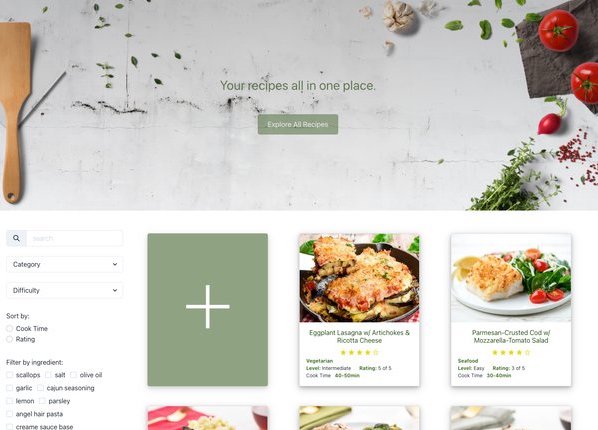 Your recipes all in one place.
Explore All Recipes
search
Category
Difficulty
Sort by:
Cook Time
Rating
Filter by ingredient:
scallops salt olive oil
garlic cajun seasoning
lemon parsley
angel hair pasta
creame sauce base
Eggplant Lasagna w/ Artichokes &
Ricotta Cheese
Vegetarian
Level: Intermediate Rating: 5 of 5
Cook Time 40-50min
Parmesan-Crusted Cod w/
Mozzarella-Tomato Salad
Seafood
Level: Easy Rating: 3 of 5
Cook Time 30-40min